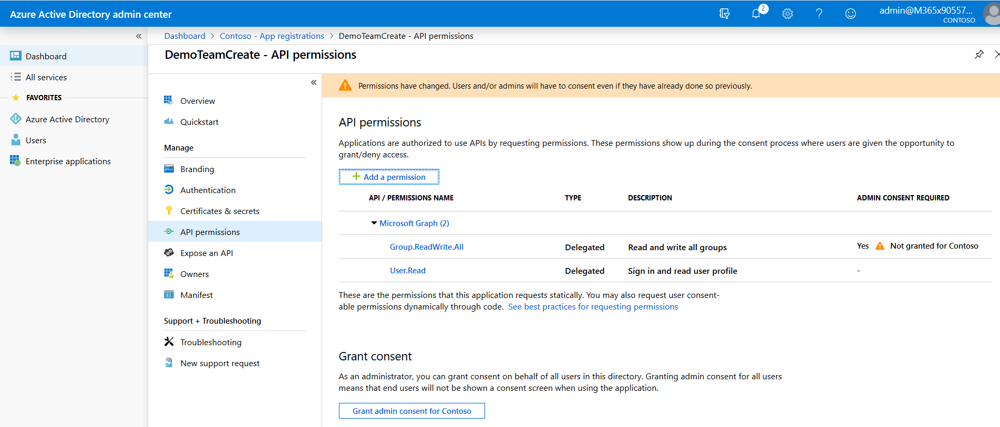 Azure Active Directory admin center
2
admin@M365x90557...
CONTOSO
«
Dashboard
All services
FAVORITES
Azure Active Directory
Users
Enterprise applications
Dashboard > Contoso - App registrations > DemoTeamCreate - API permissions
DemoTeamCreate - API permissions
«
Overview
Quickstart
Manage
Branding
Authentication
Certificates & secrets
API permissions
Expose an API
Owners
Manifest
Support + Troubleshooting
Troubleshooting
New support request
Permissions have changed. Users and/or admins will have to consent even if they have already done so previously.
API permissions
Applications are authorized to use APIs by requesting permissions. These permissions show up during the consent process where users are given the opportunity to
grant/deny access.
+ Add a permission
API / PERMISSIONS NAME TYPE DESCRIPTION ADMIN CONSENT REQUIRED
Microsoft Graph (2)
Group.ReadWrite.All Delegated Read and write all groups Yes Not granted for Contoso
User.Read Delegated Sign in and read user profile -
These are the permissions that this application requests statically. You may also request user consent-
able permissions dynamically through code. See best practices for requesting permissions
Grant consent
As an administrator, you can grant consent on behalf of all users in this directory. Granting admin consent for all users
means that end users will not be shown a consent screen when using the application.
Grant admin consent for Contoso